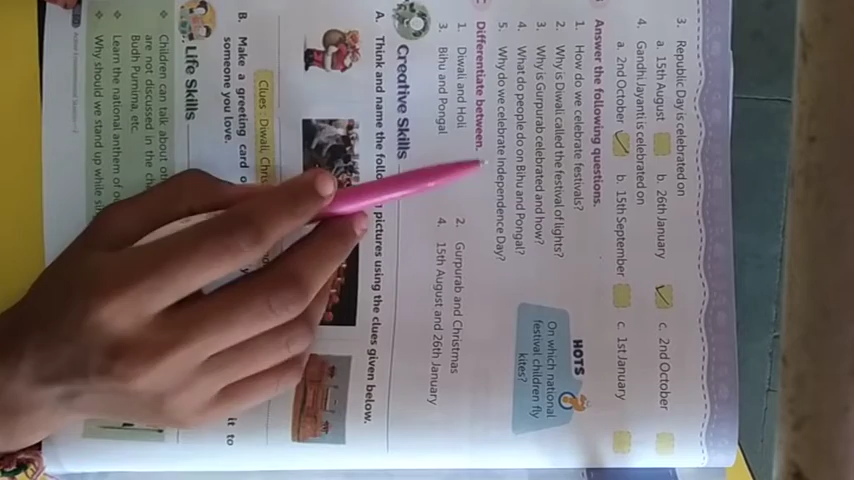 3. Republic Day is celebrated on
a. 15th August b. 26th January c. 2nd October
4. Gandhi Jayanti is celebrated on
a. 2nd October b. 15th September c. 1st January
Answer the following questions.
1. How do we celebrate festivals?
2. Why is Diwali called the festival of lights?
3. Why is Gurpurab celebrated and how?
4. What do people do on Bihu and Pongal?
5. Why do we celebrate Independence Day?
HOTS
On which national
festival children fly
kites?
Differentiate between.
1. Diwali and Holi 2. Gurpurab and Christmas
3. Bihu and Pongal 4. 15th August and 26th January
Creative Skills
A. Think and name the pictures using the clues given below.
Clues : Diwali,
B. Make a greeting card it to
someone you love.
Life Skills
Children can talk about
are not discussed in the
Budh Purnima, etc.
Learn the national anthem of
Why should we stand up while